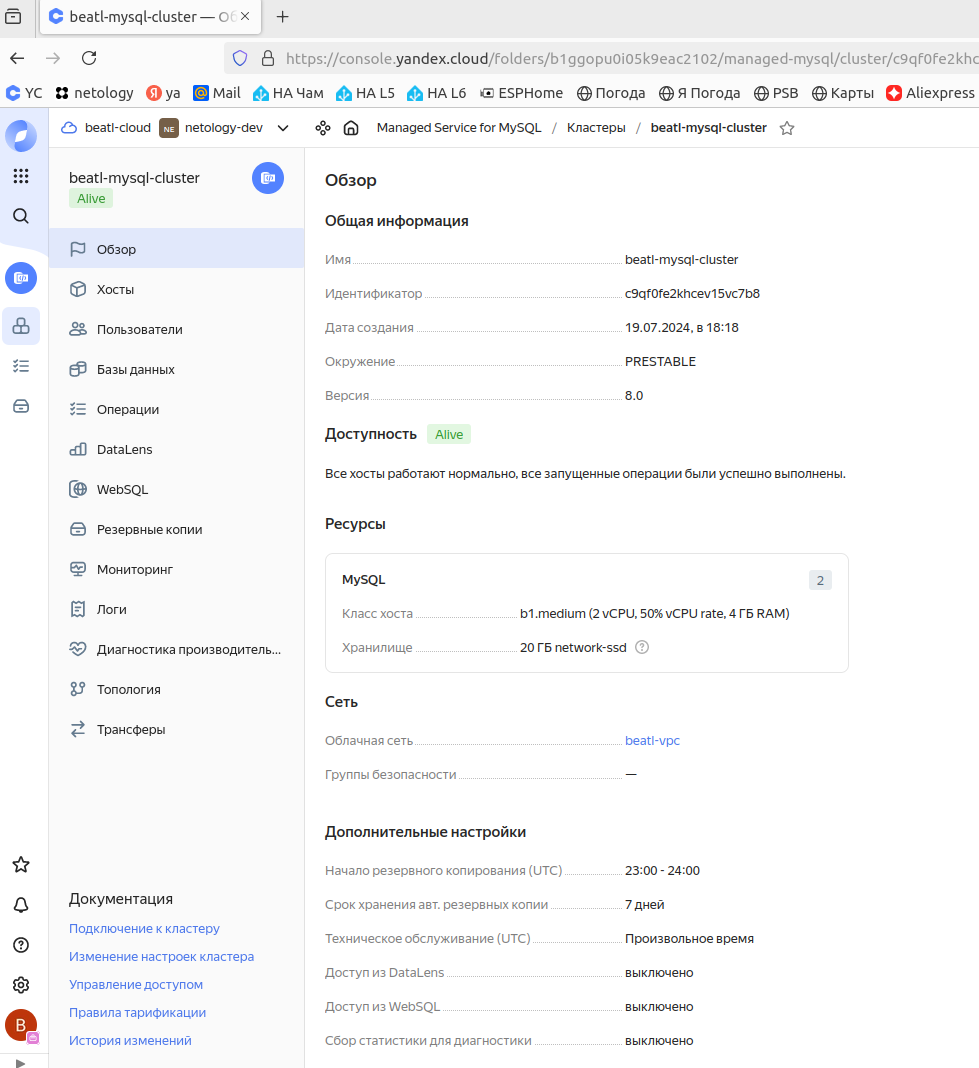 beatl-mysql-cluster — Об
https://console.yandex.cloud/folders/b1ggopu0i05k9eac2102/managed-mysql/cluster/c9qf0fe2khc
YC netology ya Mail НА Чам HA L5 HA L6 ESPHome Погода Я Погода PSB Карты Aliexpress
beatl-cloud NE netology-dev Managed Service for MySQL / Кластеры / beatl-mysql-cluster
beatl-mysql-cluster
Alive
Обзор
Хосты
Пользователи
Базы данных
Операции
DataLens
WebSQL
Резервные копии
Мониторинг
Логи
Диагностика производитель...
Топология
Трансферы
Документация
Подключение к кластеру
Изменение настроек кластера
Управление доступом
Правила тарификации
История изменений
B
Обзор
Общая информация
Имя beatl-mysql-cluster
Идентификатор c9qf0fe2khcev15vc7b8
Дата создания 19.07.2024, в 18:18
Окружение PRESTABLE
Версия 8.0
Доступность Alive
Все хосты работают нормально, все запущенные операции были успешно выполнены.
Ресурсы
MySQL 2
Класс хоста b1.medium (2 vCPU, 50% vCPU rate, 4 ГБ RAM)
Хранилище 20 ГБ network-ssd
Сеть
Облачная сеть beatl-vpc
Группы безопасности —
Дополнительные настройки
Начало резервного копирования (UTC) 23:00 - 24:00
Срок хранения авт. резервных копии 7 дней
Техническое обслуживание (UTC) Произвольное время
Доступ из DataLens выключено
Доступ из WebSQL выключено
Сбор статистики для диагностики выключено